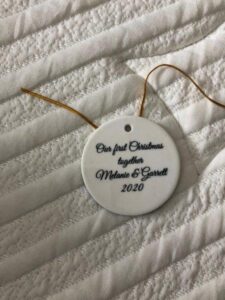 Our first Christmas
together
Melanie & Garrett
2020